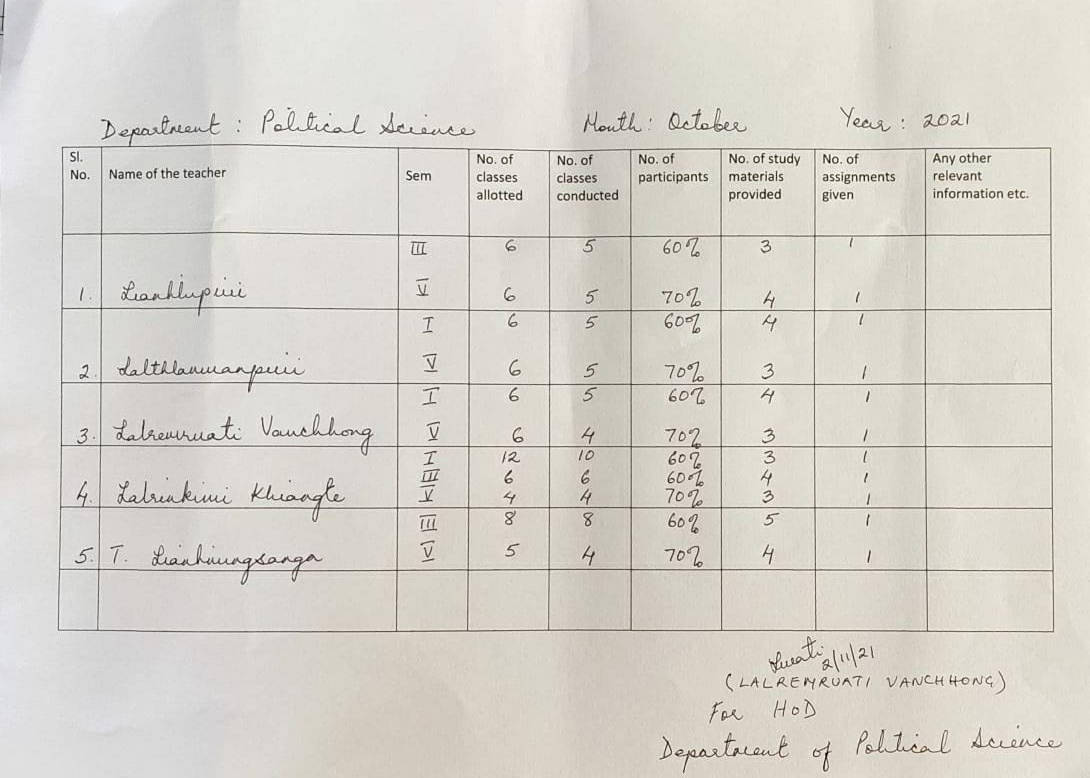 Department : Political Science Month: October Year: 2021
Sl. No. Name of the teacher Sem No. of classes allotted No. of classes conducted No. of participants No. of study materials provided No. of assignments given Any other relevant information etc.
III 6 5 60% 3 1
1. Lianhlupuii V 6 5 70% 4 1
I 6 5 60% 4 1
2. Lalthlanmanpuii V 6 5 70% 3 1
I 6 5 60% 4 1
3. Lalremruati Vanchhong V 6 4 70% 3 1
I 12 10 60% 3 1
III 6 6 60% 4 1
4. Lalrinkimi Khiangte V 4 4 70% 3 1
III 8 8 60% 5 1
5. T. Lianhmingsanga V 5 4 70% 4 1
2/11/21
(LALREMRUATI VANCHHONG)
For HoD
Department of Political Science